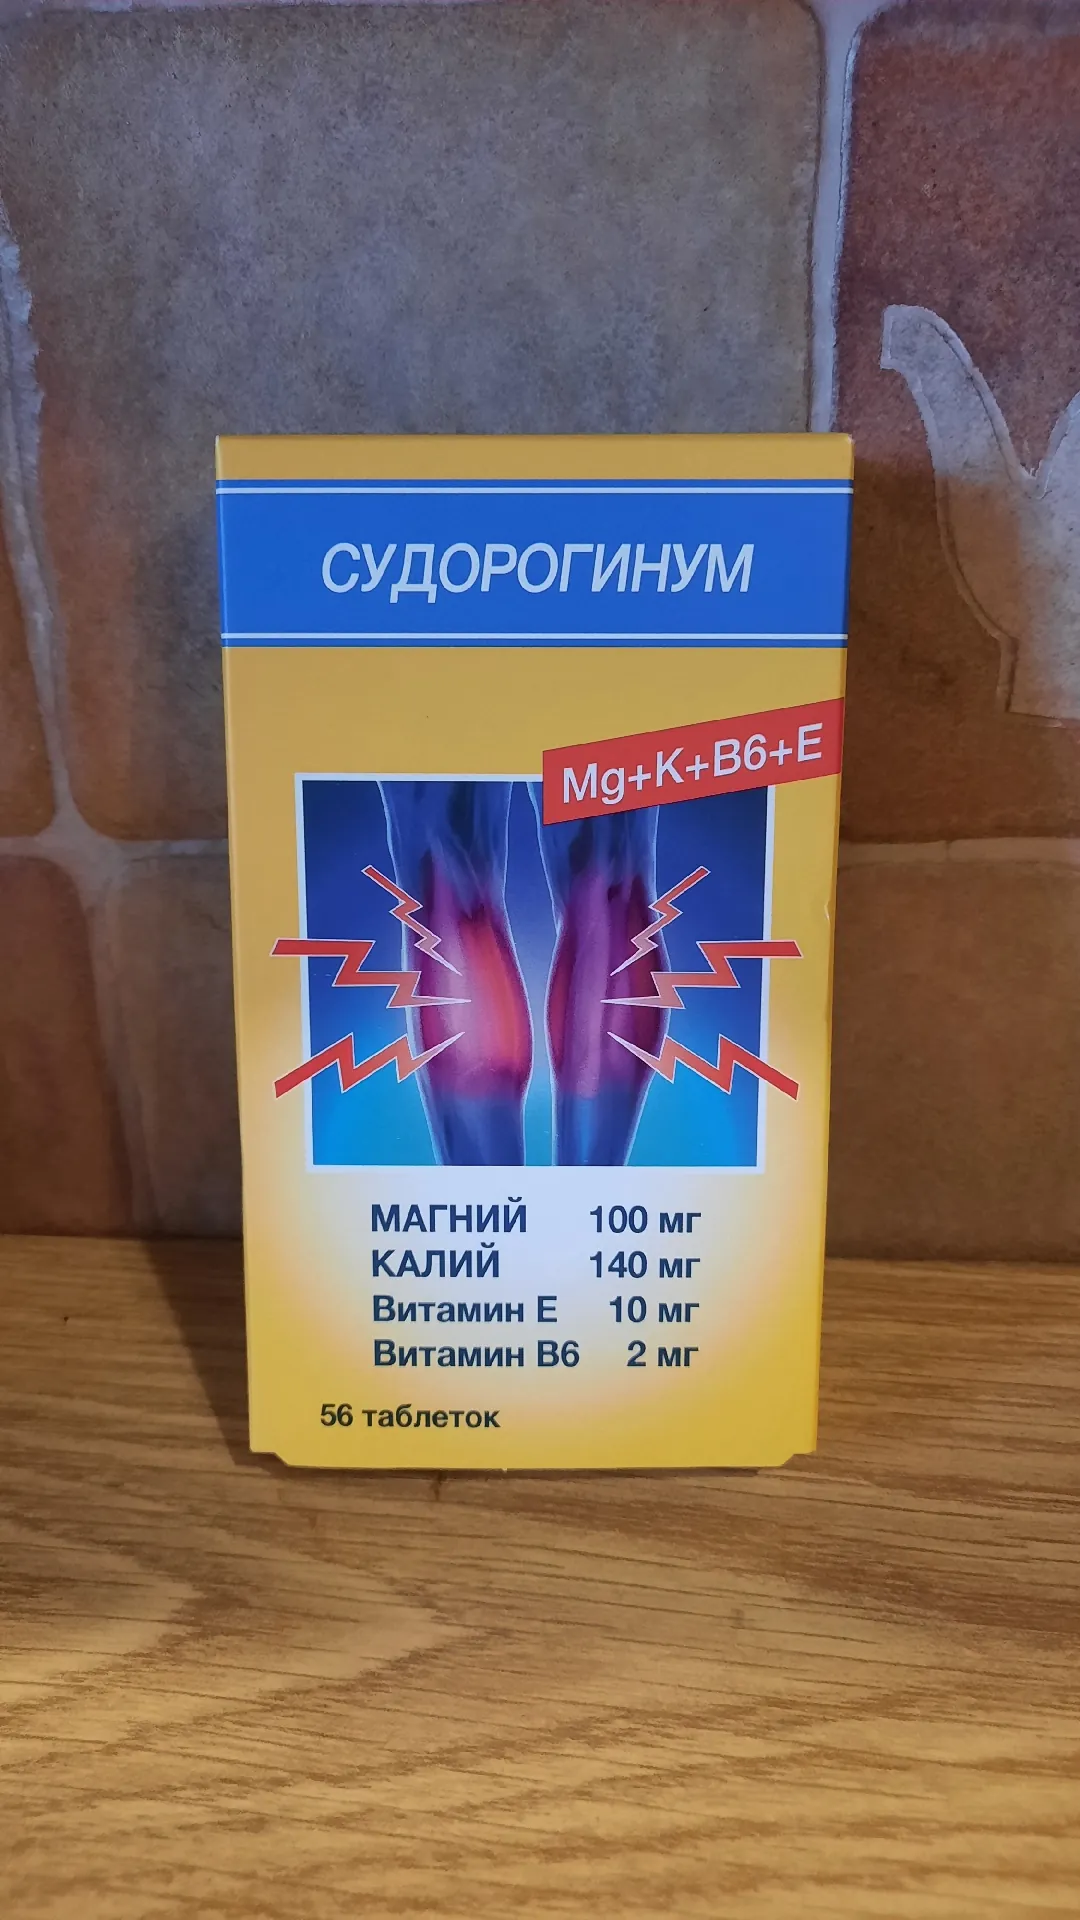 СУДОРОГИНУМ
Mg+K+B6+E
МАГНИЙ 100 мг
КАЛИЙ 140 мг
Витамин Е 10 мг
Витамин В6 2 мг
56 таблеток